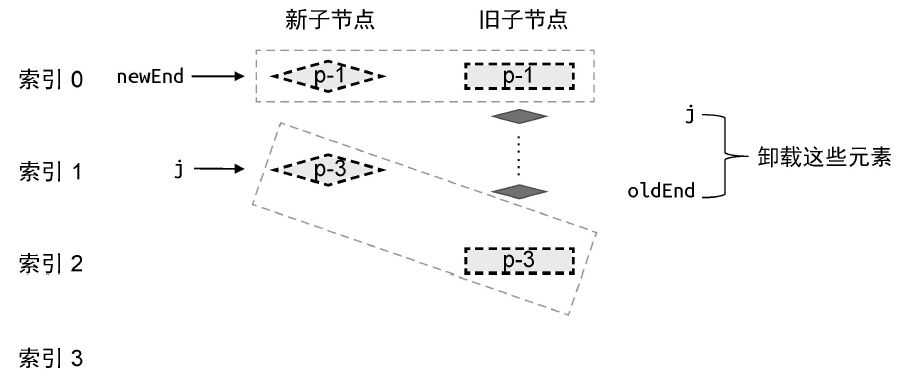 新子节点 旧子节点
索引 0 newEnd p-1 p-1
j
索引 1 j p-3 卸载这些元素
oldEnd
索引 2 p-3
索引 3